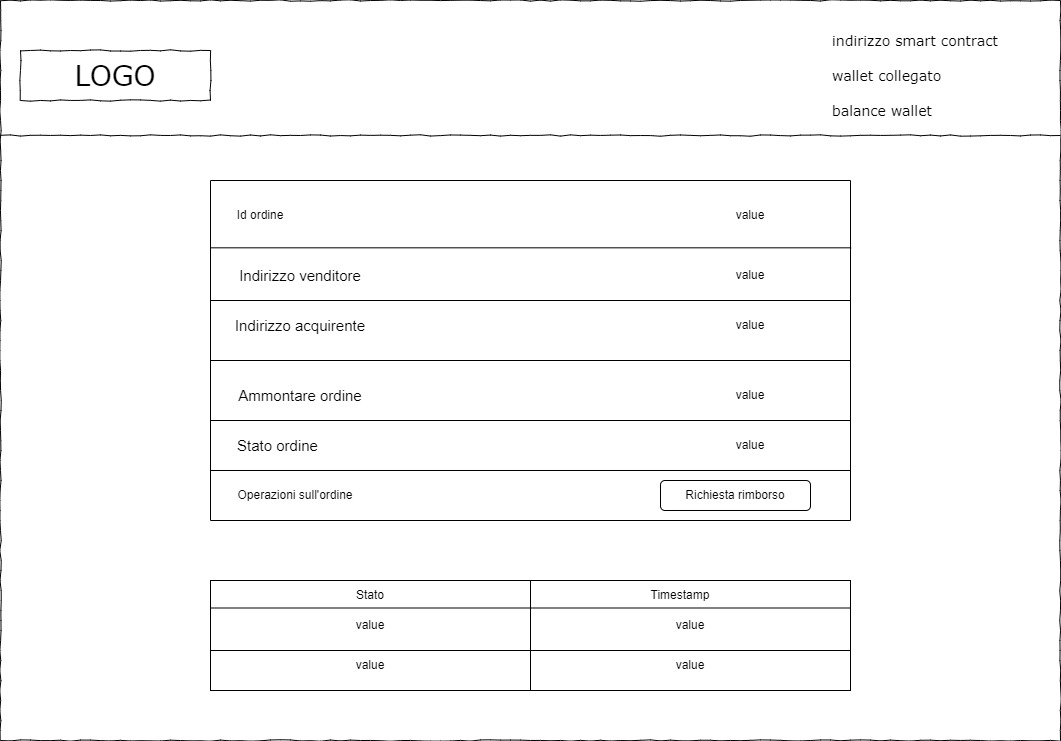 LOGO
indirizzo smart contract
wallet collegato
balance wallet
Id ordine value
Indirizzo venditore value
Indirizzo acquirente value
Ammontare ordine value
Stato ordine value
Operazioni sull'ordine Richiesta rimborso
Stato Timestamp
value value
value value